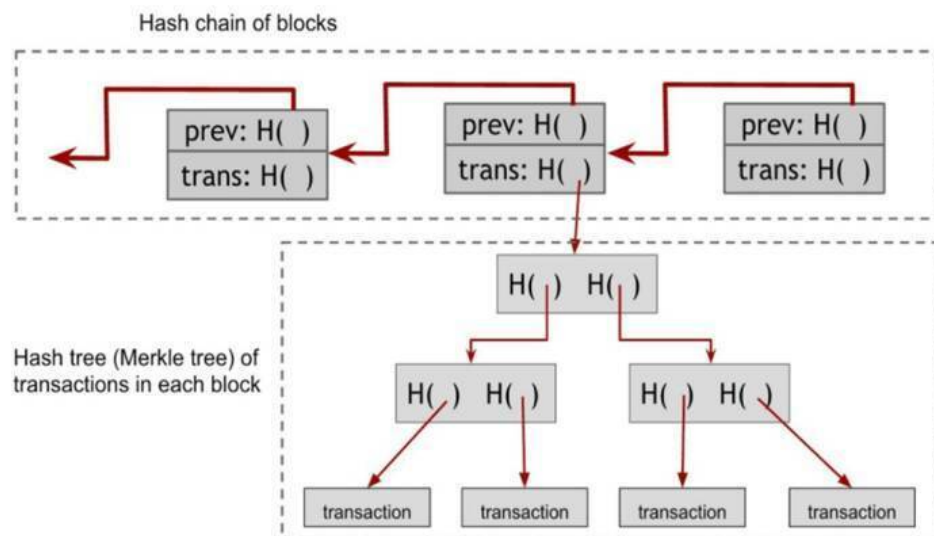 Hash chain of blocks
prev: H( )
trans: H( )
prev: H( )
trans: H( )
prev: H( )
trans: H( )
H( ) H( )
Hash tree (Merkle tree) of
transactions in each block
H( ) H( )
H( ) H( )
transaction
transaction
transaction
transaction